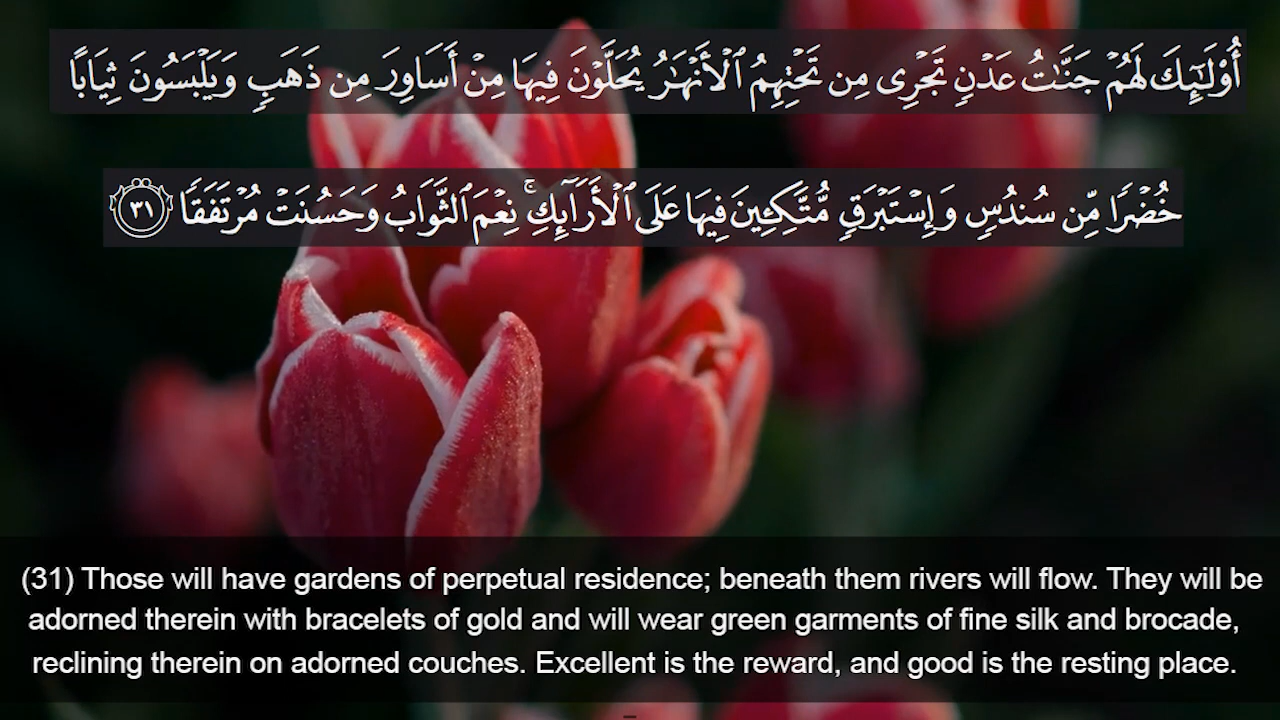 أُوْلَـٰٓئِكَ لَهُمْ جَنَّـٰتُ عَدْنٍ تَجْرِى مِن تَحْتِهِمُ ٱلْأَنْهَـٰرُ يُحَلَّوْنَ فِيهَا مِنْ أَسَاوِرَ مِن ذَهَبٍ وَيَلْبَسُونَ ثِيَابًا
خُضْرًا مِّن سُندُسٍ وَإِسْتَبْرَقٍ مُّتَّكِـِٔينَ فِيهَا عَلَى ٱلْأَرَآئِكِ ۚ نِعْمَ ٱلثَّوَابُ وَحَسُنَتْ مُرْتَفَقًا ٣١
(31) Those will have gardens of perpetual residence; beneath them rivers will flow. They will be
adorned therein with bracelets of gold and will wear green garments of fine silk and brocade,
reclining therein on adorned couches. Excellent is the reward, and good is the resting place.